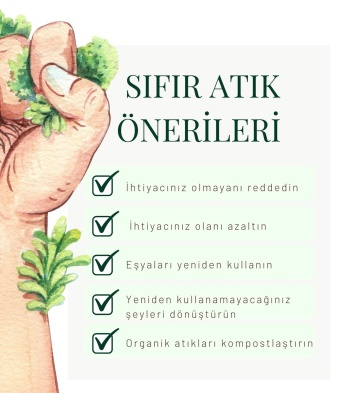 SIFIR ATIK
ÖNERİLERİ
İhtiyacınız olmayanı reddedin
İhtiyacınız olanı azaltın
Eşyaları yeniden kullanın
Yeniden kullanamayacağınız
şeyleri dönüştürün
Organik atıkları kompostlaştırın